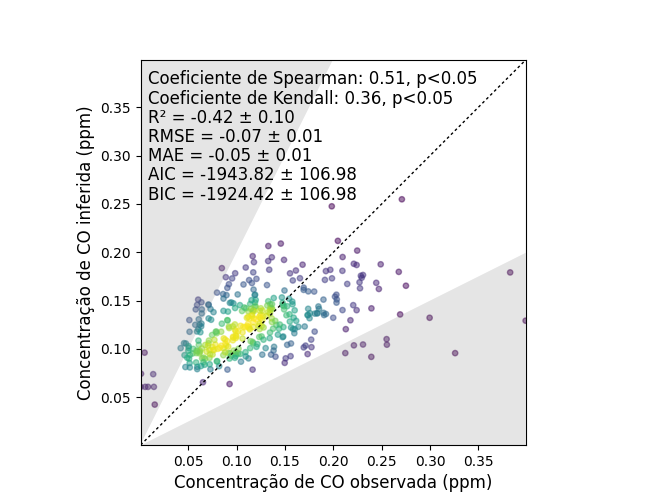 Coeficiente de Spearman: 0.51, p<0.05
Coeficiente de Kendall: 0.36, p<0.05
R² = -0.42 ± 0.10
RMSE = -0.07 ± 0.01
MAE = -0.05 ± 0.01
AIC = -1943.82 ± 106.98
BIC = -1924.42 ± 106.98
Concentração de CO inferida (ppm)
0.35
0.30
0.25
0.20
0.15
0.10
0.05
0.05 0.10 0.15 0.20 0.25 0.30 0.35
Concentração de CO observada (ppm)